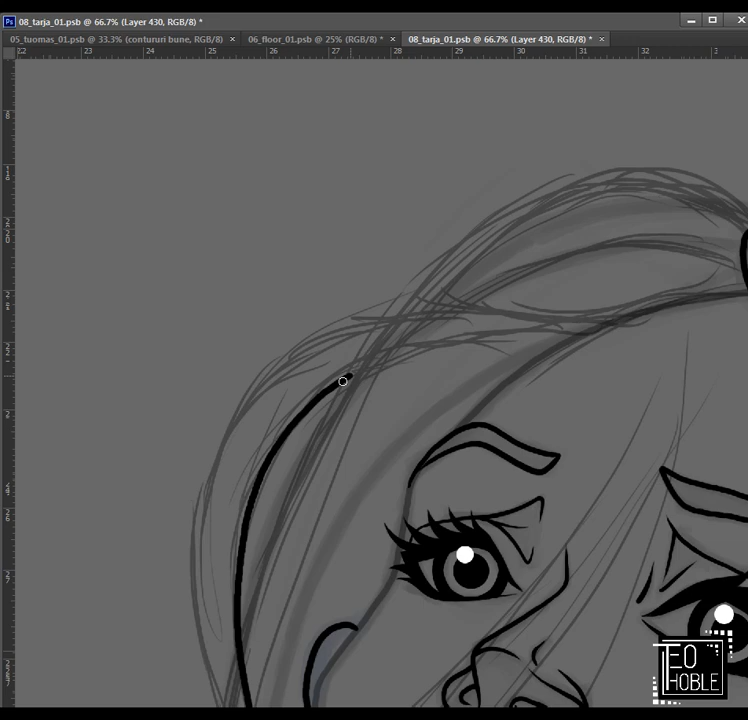 Ps 08_tarja_01.psb @ 66.7% (Layer 430, RGB/8) *
05_tuomas_01.psb @ 33.3% (contururi bune, RGB/8) × 06_floor_01.psb @ 25% (RGB/8) * × 08_tarja_01.psb @ 66.7% (Layer 430, RGB/8) * ×
22 23 24 25 26 27 28 29 30 31 32
TEO
HOBLE